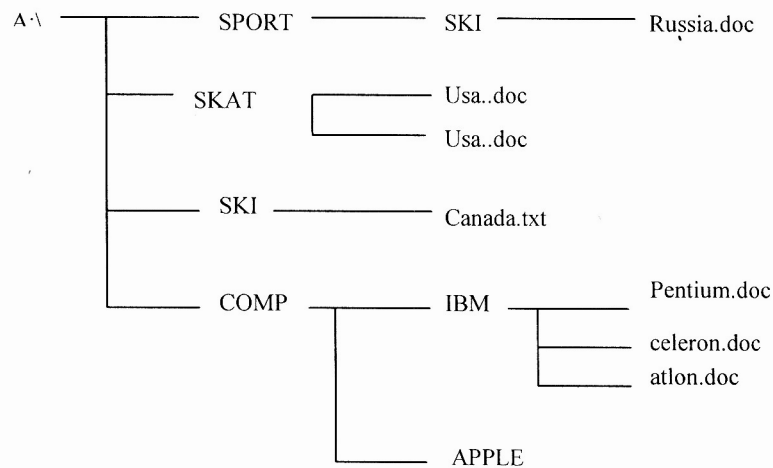 A:\ SPORT SKI Russia.doc
SKAT Usa..doc
Usa..doc
SKI Canada.txt
COMP IBM Pentium.doc
celeron.doc
atlon.doc
APPLE